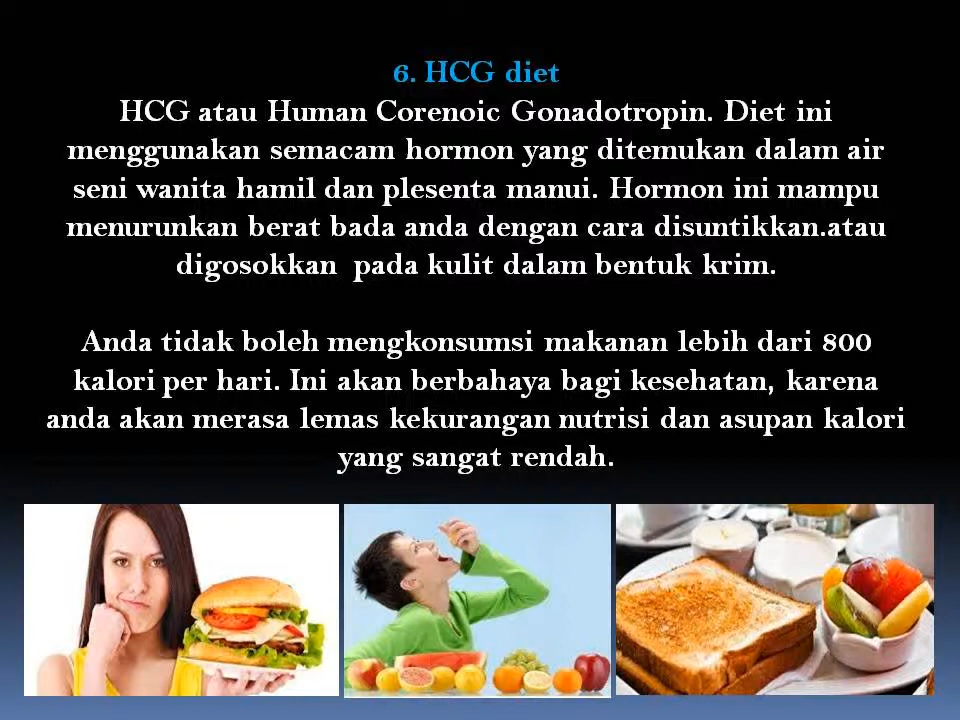 6. HCG diet
HCG atau Human Corenoic Gonadotropin. Diet ini
menggunakan semacam hormon yang ditemukan dalam air
seni wanita hamil dan plesenta manui. Hormon ini mampu
menurunkan berat bada anda dengan cara disuntikkan.atau
digosokkan  pada kulit dalam bentuk krim.
Anda tidak boleh mengkonsumsi makanan lebih dari 800
kalori per hari. Ini akan berbahaya bagi kesehatan, karena
anda akan merasa lemas kekurangan nutrisi dan asupan kalori
yang sangat rendah.